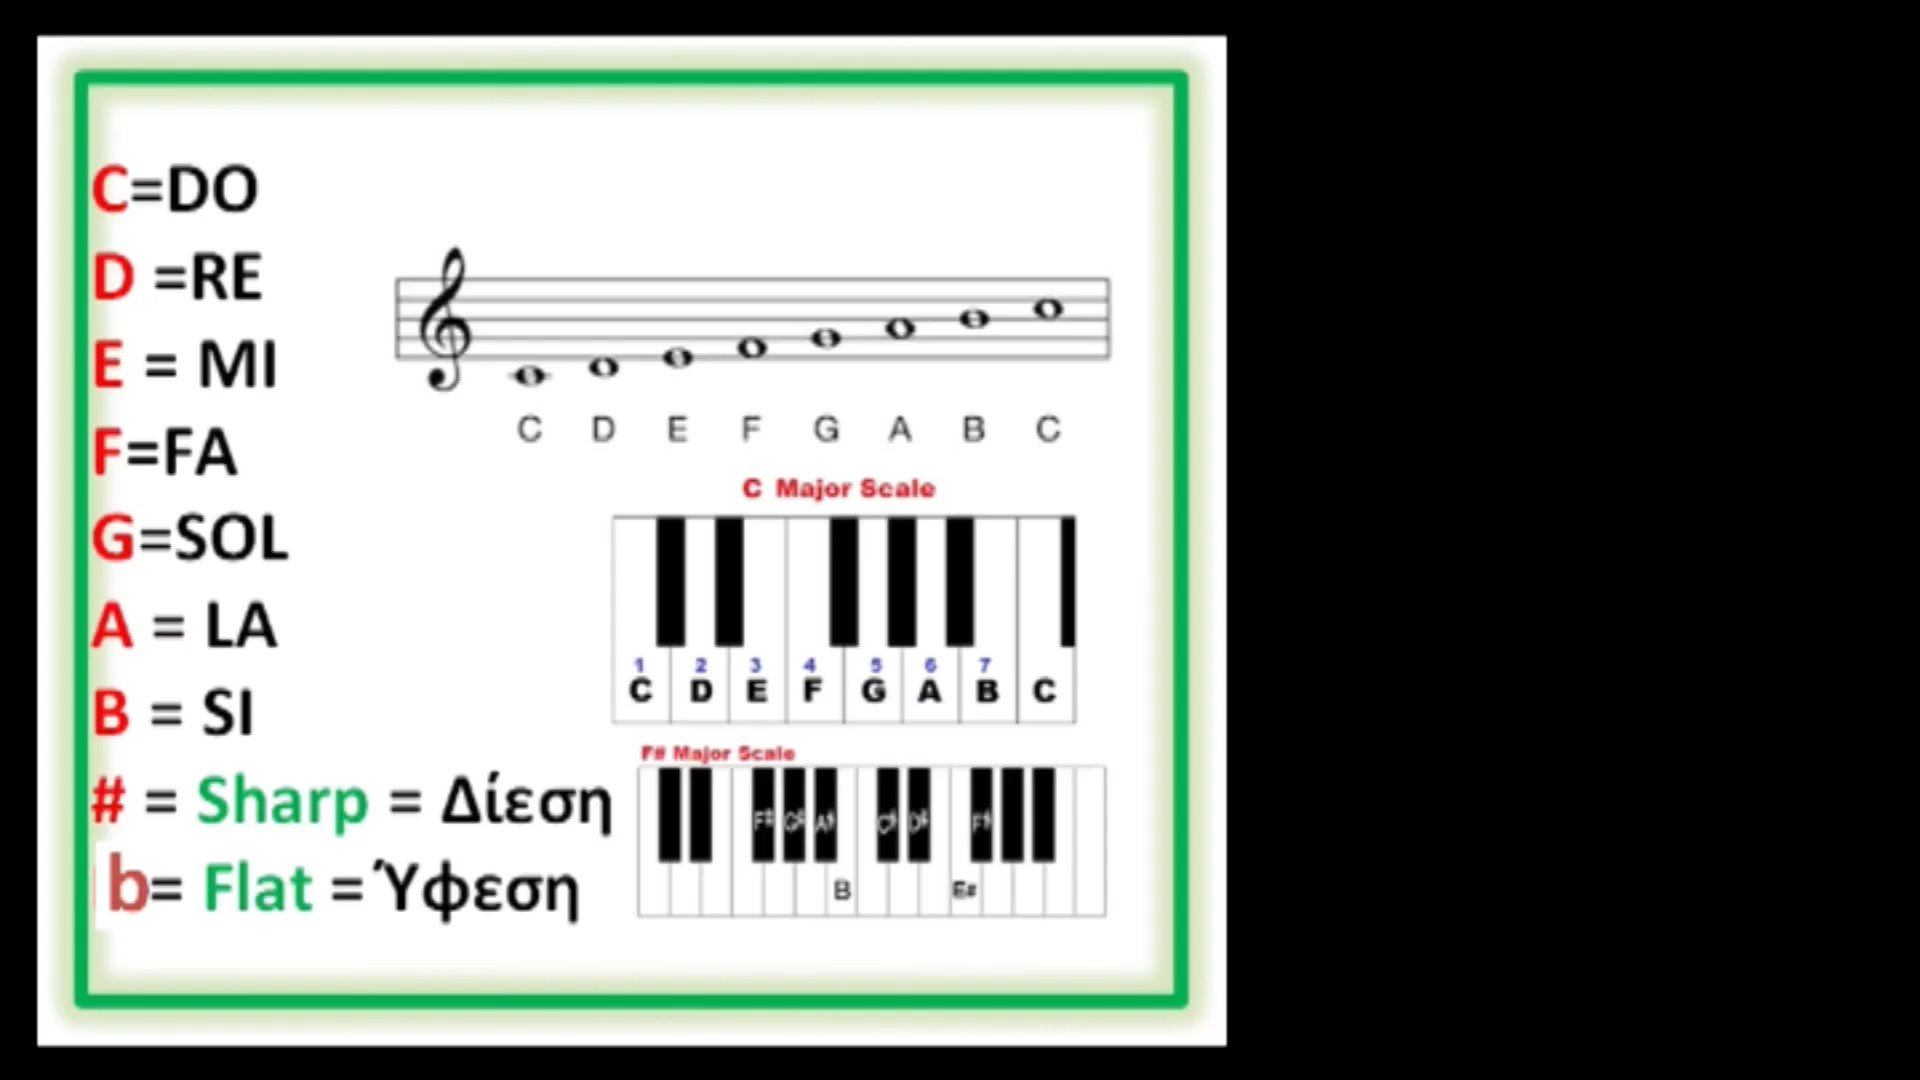 C=DO
D =RE
E = MI
F=FA
G=SOL
A = LA
B = SI
# = Sharp = Δίεση
b= Flat = Ύφεση
C D E F G A B C
C Major Scale
1 2 3 4 5 6 7
C D E F G A B C
F# Major Scale
F# G# A# C# D# F#
B E#